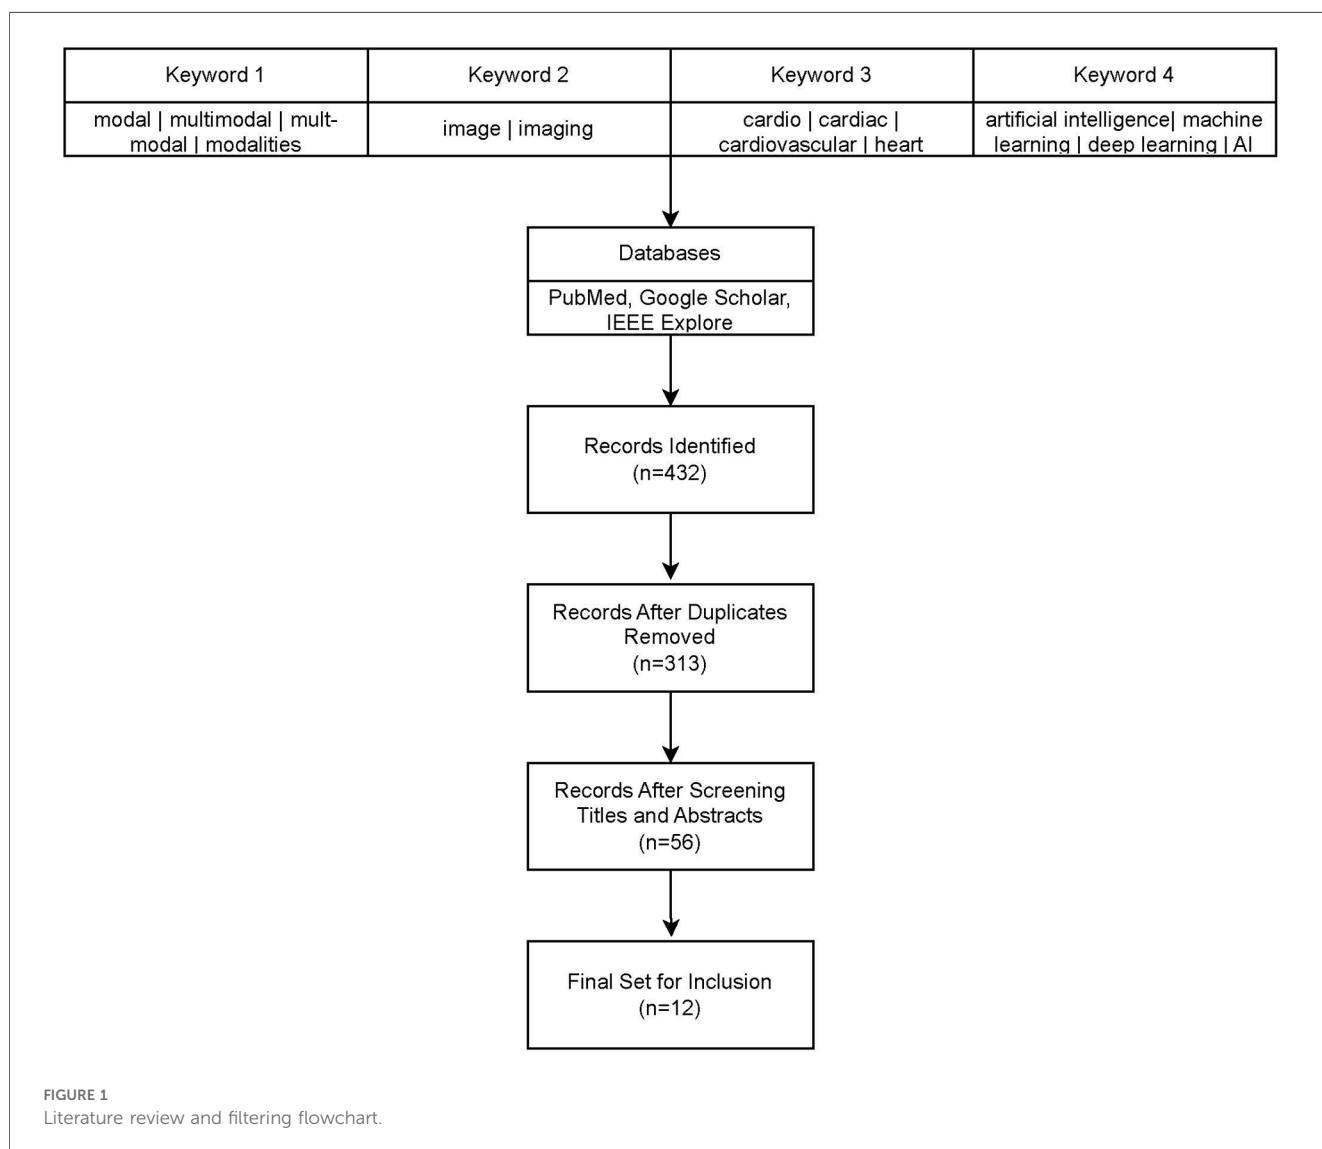 Keyword 1
Keyword 2
Keyword 3
Keyword 4
modal | multimodal | mult-
modal | modalities
image | imaging
cardio | cardiac |
cardiovascular | heart
artificial intelligence| machine
learning | deep learning | AI
Databases
PubMed, Google Scholar,
IEEE Explore
Records Identified
(n=432)
Records After Duplicates
Removed
(n=313)
Records After Screening
Titles and Abstracts
(n=56)
Final Set for Inclusion
(n=12)
FIGURE 1
Literature review and filtering flowchart.